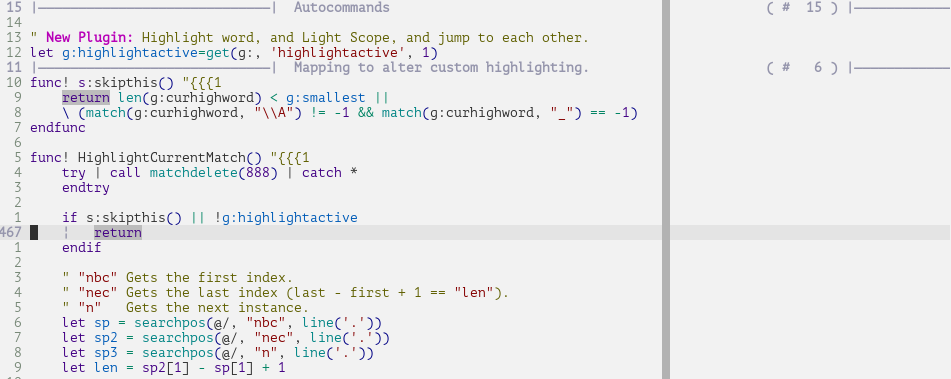 15 |——————————————————————————————| Autocommands ( # 15 ) |————————————
14
13 " New Plugin: Highlight word, and Light Scope, and jump to each other.
12 let g:highlightactive=get(g:, 'highlightactive', 1)
11 |——————————————————————————————| Mapping to alter custom highlighting. ( # 6 ) |————————————
10 func! s:skipthis() "{{{1
9     return len(g:curhighword) < g:smallest ||
8     \ (match(g:curhighword, "\\A") != -1 && match(g:curhighword, "_") == -1)
7 endfunc
6
5 func! HighlightCurrentMatch() "{{{1
4     try | call matchdelete(888) | catch *
3     endtry
2
1     if s:skipthis() || !g:highlightactive
467     ¦   return
1     endif
2
3     " "nbc" Gets the first index.
4     " "nec" Gets the last index (last - first + 1 == "len").
5     " "n"   Gets the next instance.
6     let sp = searchpos(@/, "nbc", line('.'))
7     let sp2 = searchpos(@/, "nec", line('.'))
8     let sp3 = searchpos(@/, "n", line('.'))
9     let len = sp2[1] - sp[1] + 1